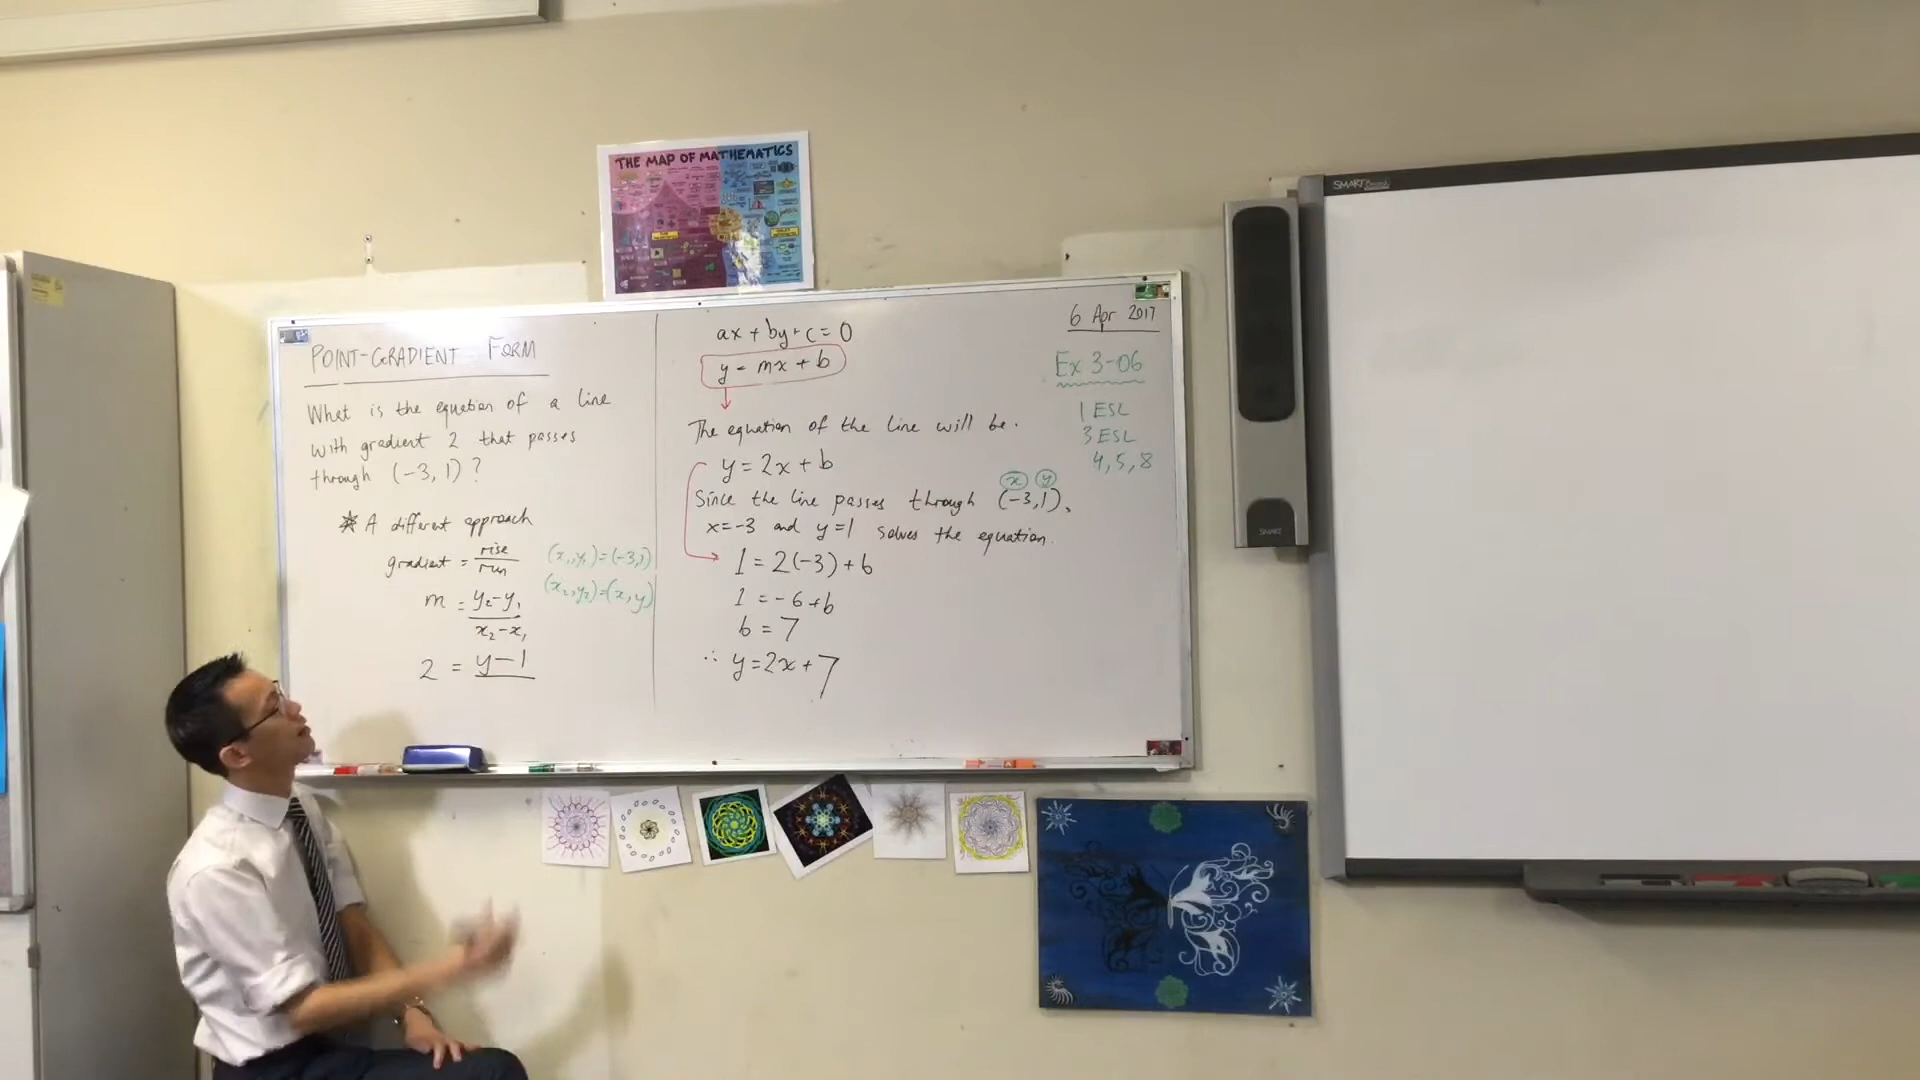 THE MAP OF MATHEMATICS
SMART Board
SMART
POINT-GRADIENT FORM
What is the equation of a line
with gradient 2 that passes
through (-3, 1)?
* A different approach
gradient = rise/run
(x₁, y₁) = (-3, 1)
(x₂, y₂) = (x, y)
m = y₂-y₁/x₂-x₁
2 = y-1
ax + by + c = 0
y = mx + b
The equation of the line will be.
y = 2x + b
x y
Since the line passes through (-3, 1),
x=-3 and y=1 solves the equation.
1 = 2(-3) + b
1 = -6 + b
b = 7
∴ y = 2x + 7
6 Apr 2017
Ex 3-06
1 ESL
3 ESL
4, 5, 8